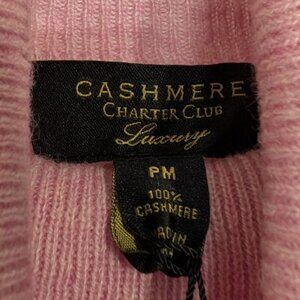 CASHMERE
CHARTER CLUB
Luxury
PM
100%
CASHMERE